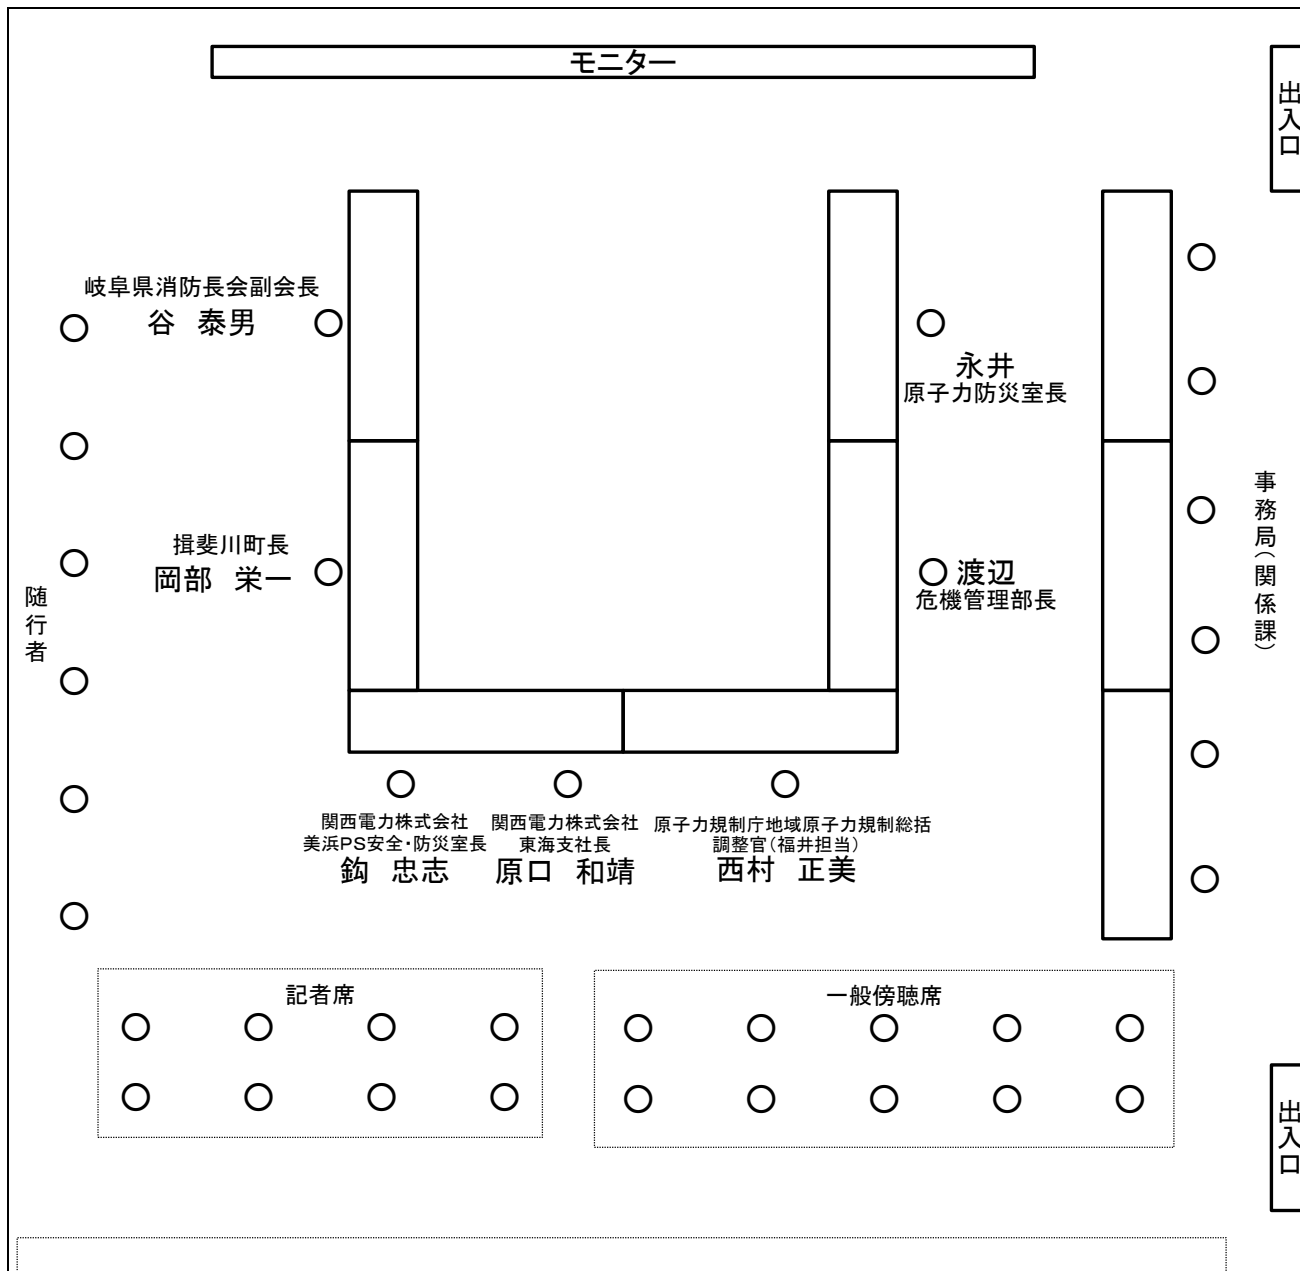 モニター
出入口
岐阜県消防長会副会長
谷 泰男
永井
原子力防災室長
揖斐川町長
岡部 栄一
渡辺
危機管理部長
随行者
事務局(関係課)
関西電力株式会社
美浜PS安全・防災室長
鈎 忠志
関西電力株式会社
東海支社長
原口 和靖
原子力規制庁地域原子力規制総括
調整官(福井担当)
西村 正美
記者席
一般傍聴席
出入口